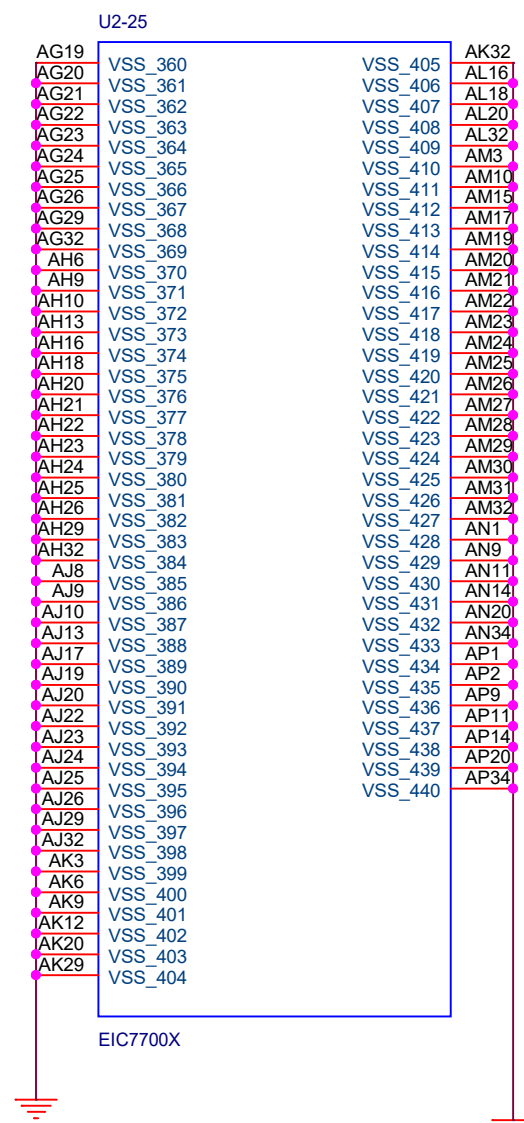 U2-25
AG19 VSS_360 VSS_405 AK32
AG20 VSS_361 VSS_406 AL16
AG21 VSS_362 VSS_407 AL18
AG22 VSS_363 VSS_408 AL20
AG23 VSS_364 VSS_409 AL32
AG24 VSS_365 VSS_410 AM3
AG25 VSS_366 VSS_411 AM10
AG26 VSS_367 VSS_412 AM15
AG29 VSS_368 VSS_413 AM17
AG32 VSS_369 VSS_414 AM19
AH6 VSS_370 VSS_415 AM20
AH9 VSS_371 VSS_416 AM21
AH10 VSS_372 VSS_417 AM22
AH13 VSS_373 VSS_418 AM23
AH16 VSS_374 VSS_419 AM24
AH18 VSS_375 VSS_420 AM25
AH20 VSS_376 VSS_421 AM26
AH21 VSS_377 VSS_422 AM27
AH22 VSS_378 VSS_423 AM28
AH23 VSS_379 VSS_424 AM29
AH24 VSS_380 VSS_425 AM30
AH25 VSS_381 VSS_426 AM31
AH26 VSS_382 VSS_427 AM32
AH29 VSS_383 VSS_428 AN1
AH32 VSS_384 VSS_429 AN9
AJ8 VSS_385 VSS_430 AN11
AJ9 VSS_386 VSS_431 AN14
AJ10 VSS_387 VSS_432 AN20
AJ13 VSS_388 VSS_433 AN34
AJ17 VSS_389 VSS_434 AP1
AJ19 VSS_390 VSS_435 AP2
AJ20 VSS_391 VSS_436 AP9
AJ22 VSS_392 VSS_437 AP11
AJ23 VSS_393 VSS_438 AP14
AJ24 VSS_394 VSS_439 AP20
AJ25 VSS_395 VSS_440 AP34
AJ26 VSS_396
AJ29 VSS_397
AJ32 VSS_398
AK3 VSS_399
AK6 VSS_400
AK9 VSS_401
AK12 VSS_402
AK20 VSS_403
AK29 VSS_404
EIC7700X